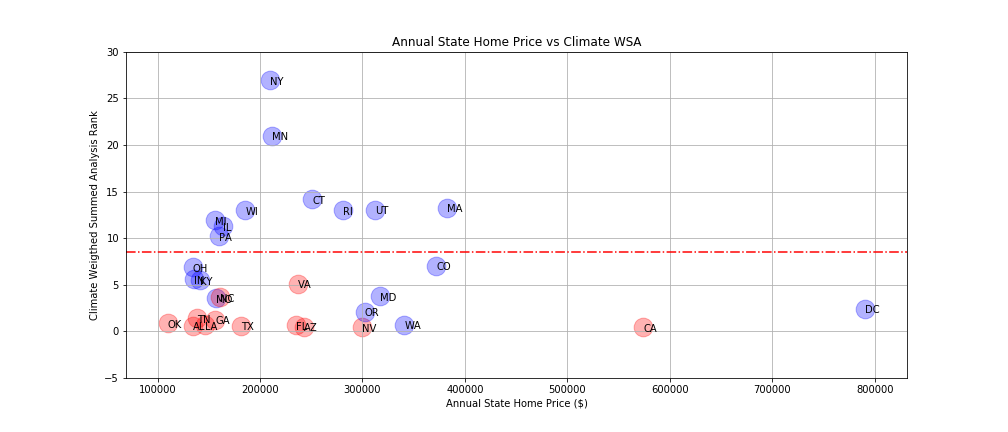 Annual State Home Price vs Climate WSA
30
25
20
15
10
5
0
−5
Climate Weigthed Summed Analysis Rank
NY
MN
CT
WI
RI
UT
MA
MI
IL
PA
OH
CO
IN
KY
VA
MO
NC
MD
DC
OR
OK
TN
GA
AL
LA
TX
FL
AZ
NV
WA
CA
100000 200000 300000 400000 500000 600000 700000 800000
Annual State Home Price ($)